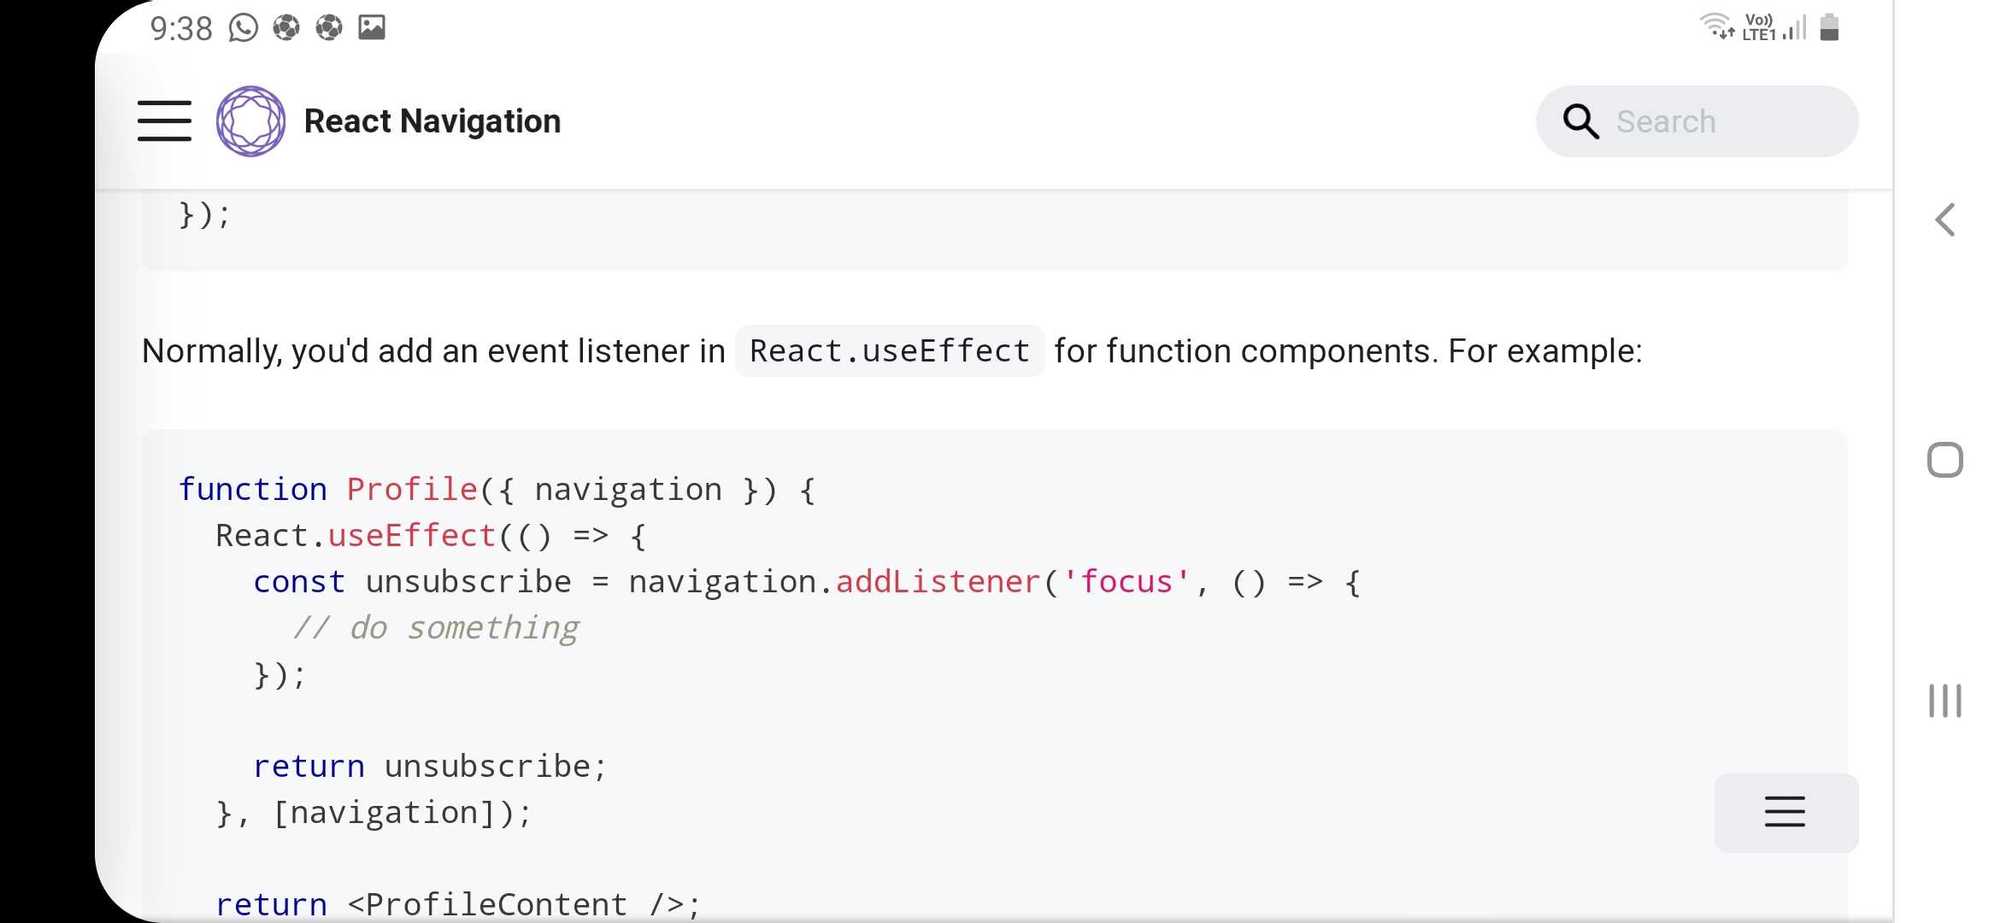 9:38
Vo)) LTE1
React Navigation
Search
});
Normally, you'd add an event listener in React.useEffect for function components. For example:
function Profile({ navigation }) {
  React.useEffect(() => {
    const unsubscribe = navigation.addListener('focus', () => {
      // do something
    });

    return unsubscribe;
  }, [navigation]);

  return <ProfileContent />;